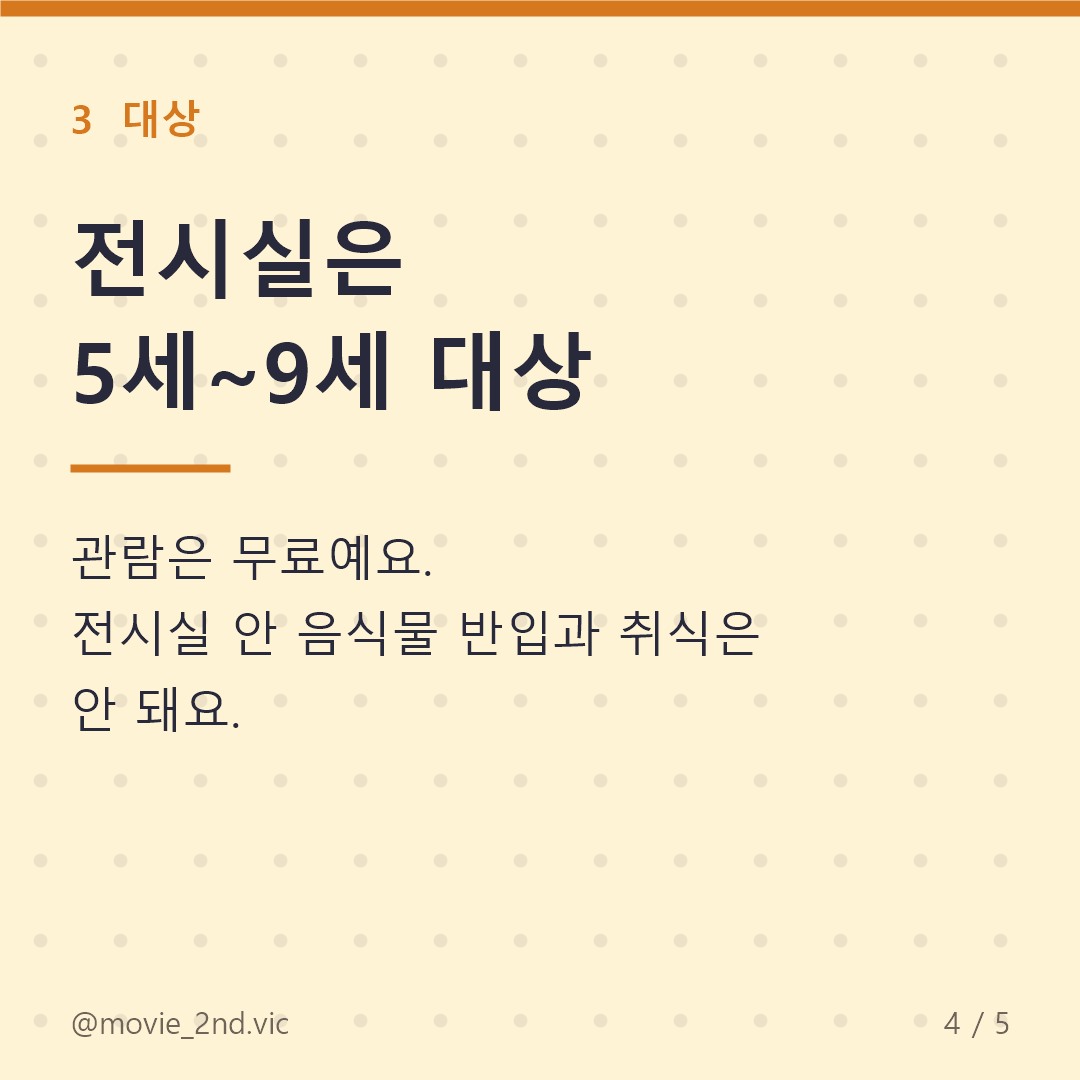 3 대상
전시실은
5세~9세 대상
관람은 무료예요.
전시실 안 음식물 반입과 취식은
안 돼요.
@movie_2nd.vic
4 / 5